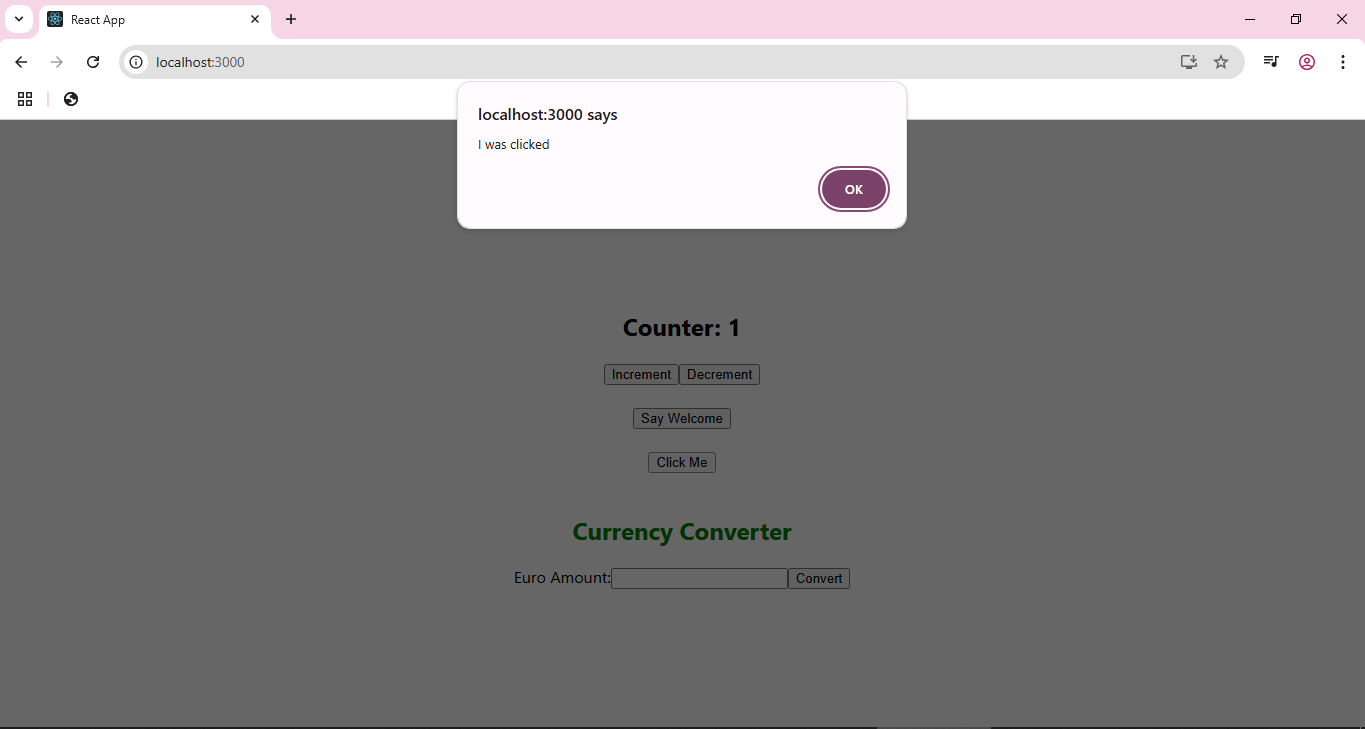 React App
localhost:3000
localhost:3000 says
I was clicked
OK
Counter: 1
Increment Decrement
Say Welcome
Click Me
Currency Converter
Euro Amount: Convert